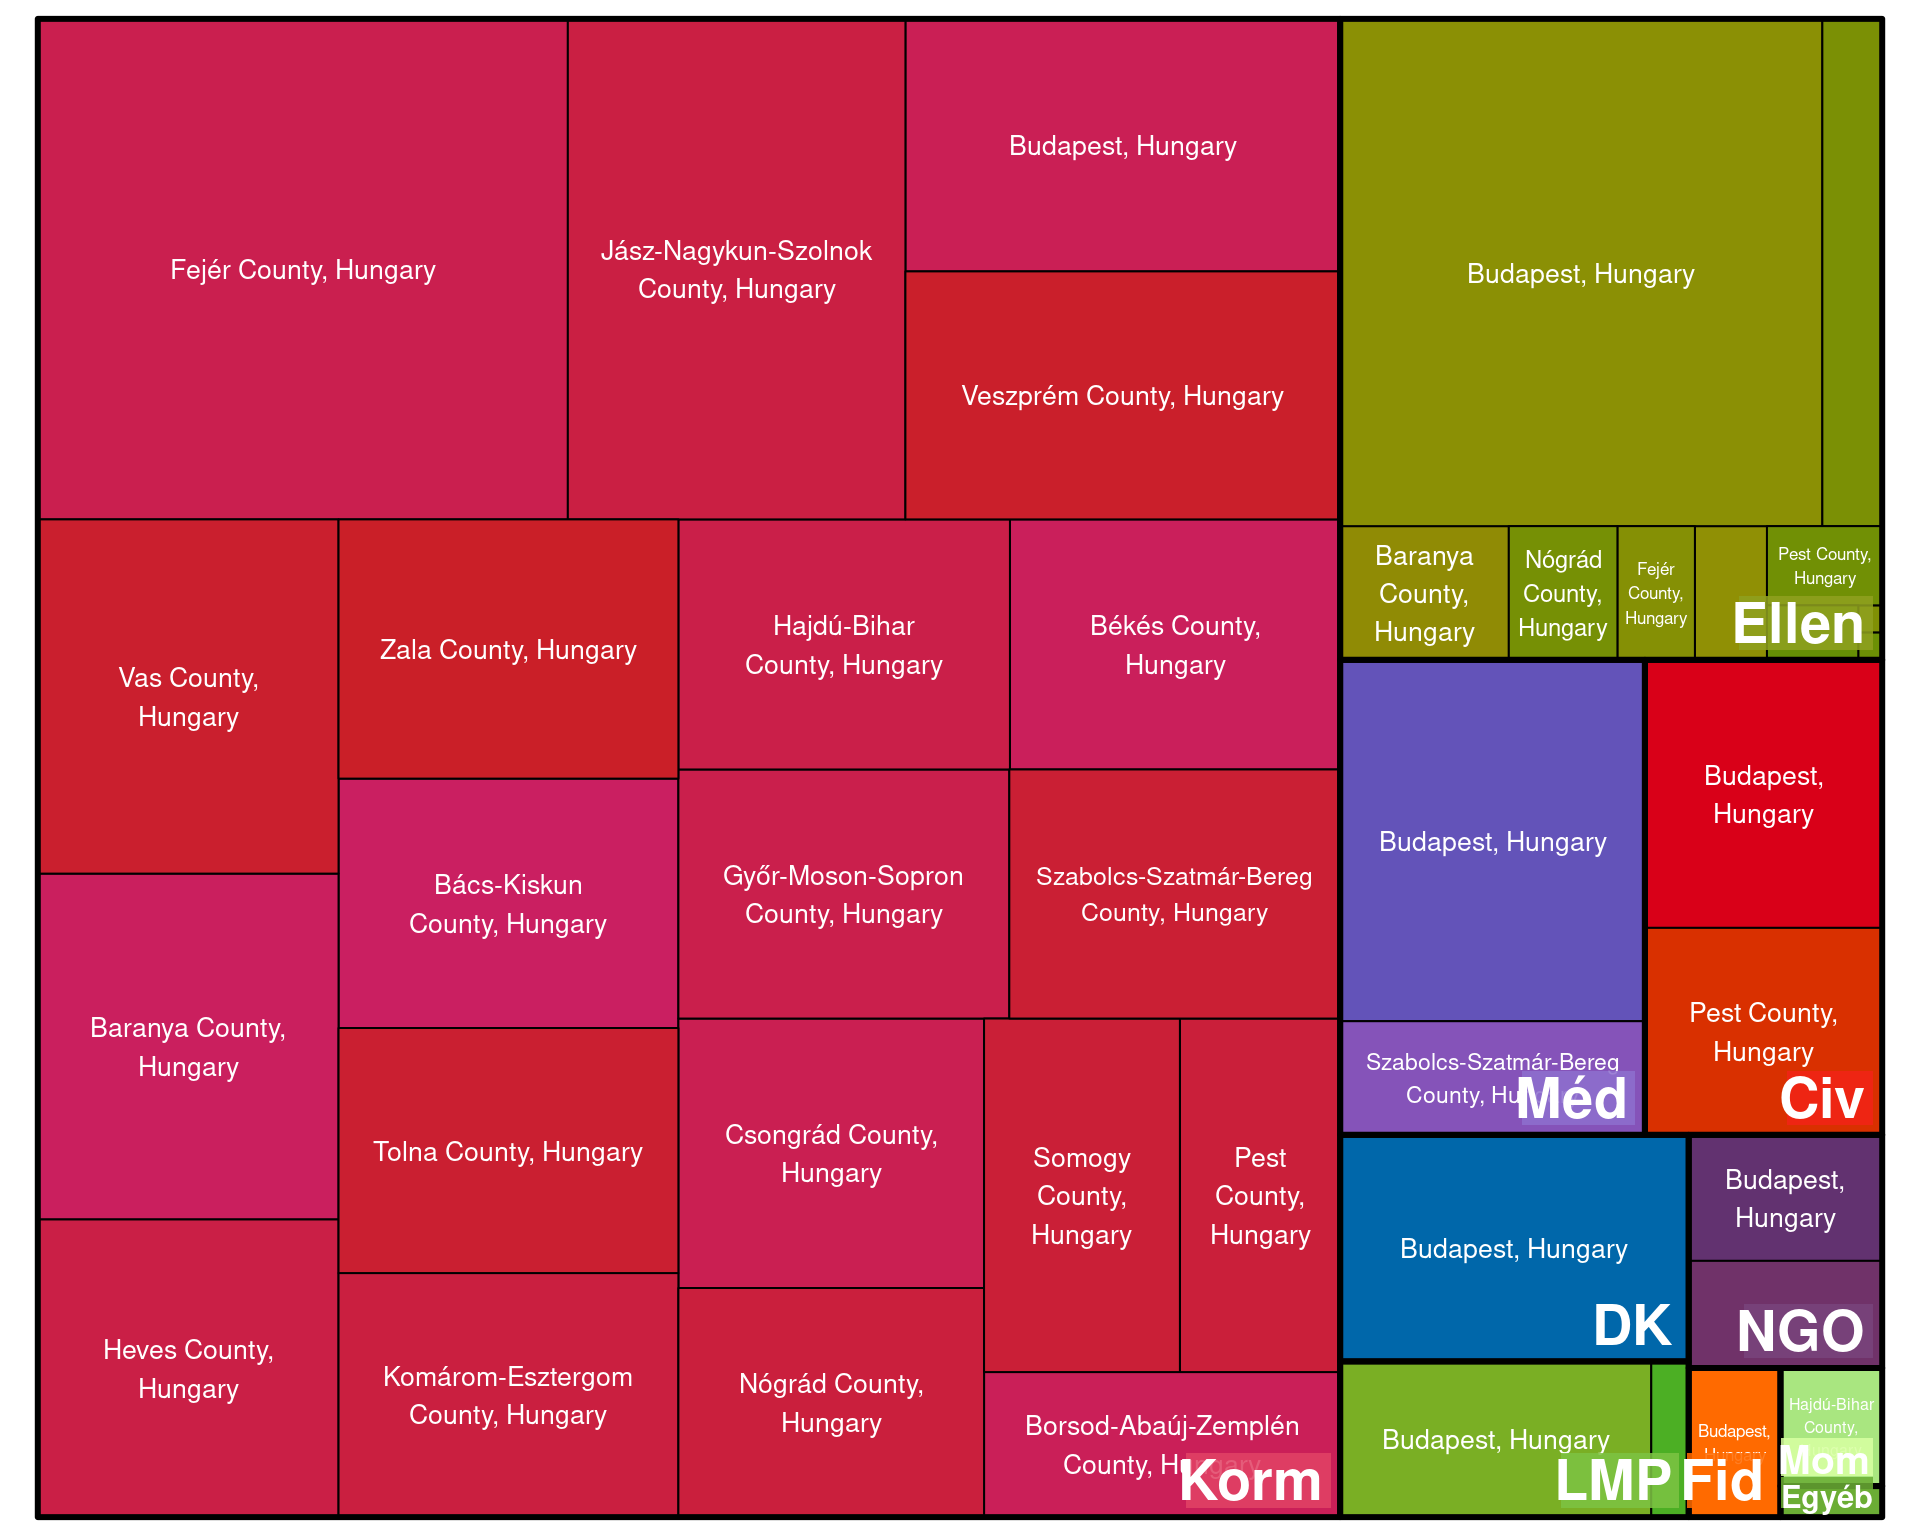 Fejér County, Hungary
Jász-Nagykun-Szolnok
County, Hungary
Budapest, Hungary
Veszprém County, Hungary
Vas County,
Hungary
Zala County, Hungary
Hajdú-Bihar
County, Hungary
Békés County,
Hungary
Bács-Kiskun
County, Hungary
Győr-Moson-Sopron
County, Hungary
Szabolcs-Szatmár-Bereg
County, Hungary
Baranya County,
Hungary
Tolna County, Hungary
Csongrád County,
Hungary
Somogy
County,
Hungary
Pest
County,
Hungary
Heves County,
Hungary
Komárom-Esztergom
County, Hungary
Nógrád County,
Hungary
Borsod-Abaúj-Zemplén
County, Hungary
Korm
Budapest, Hungary
Baranya
County,
Hungary
Nógrád
County,
Hungary
Fejér
County,
Hungary
Pest County,
Hungary
Ellen
Budapest, Hungary
Szabolcs-Szatmár-Bereg
County,
Méd
Budapest,
Hungary
Pest County,
Hungary
Civ
Budapest, Hungary
DK
Budapest,
Hungary
NGO
Budapest, Hungary
LMP
Budapest,
Hungary
Fid
Hajdú-Bihar
County,
Mom
Egyéb